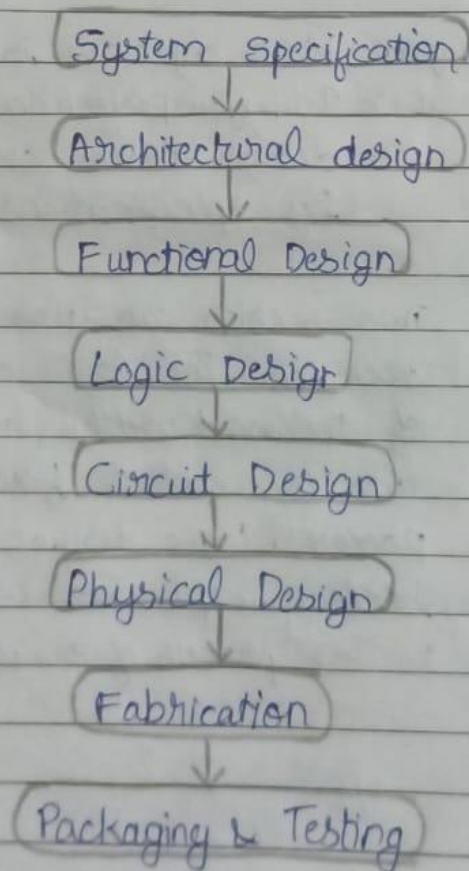 System Specification
Architectural design
Functional Design
Logic Design
Circuit Design
Physical Design
Fabrication
Packaging & Testing